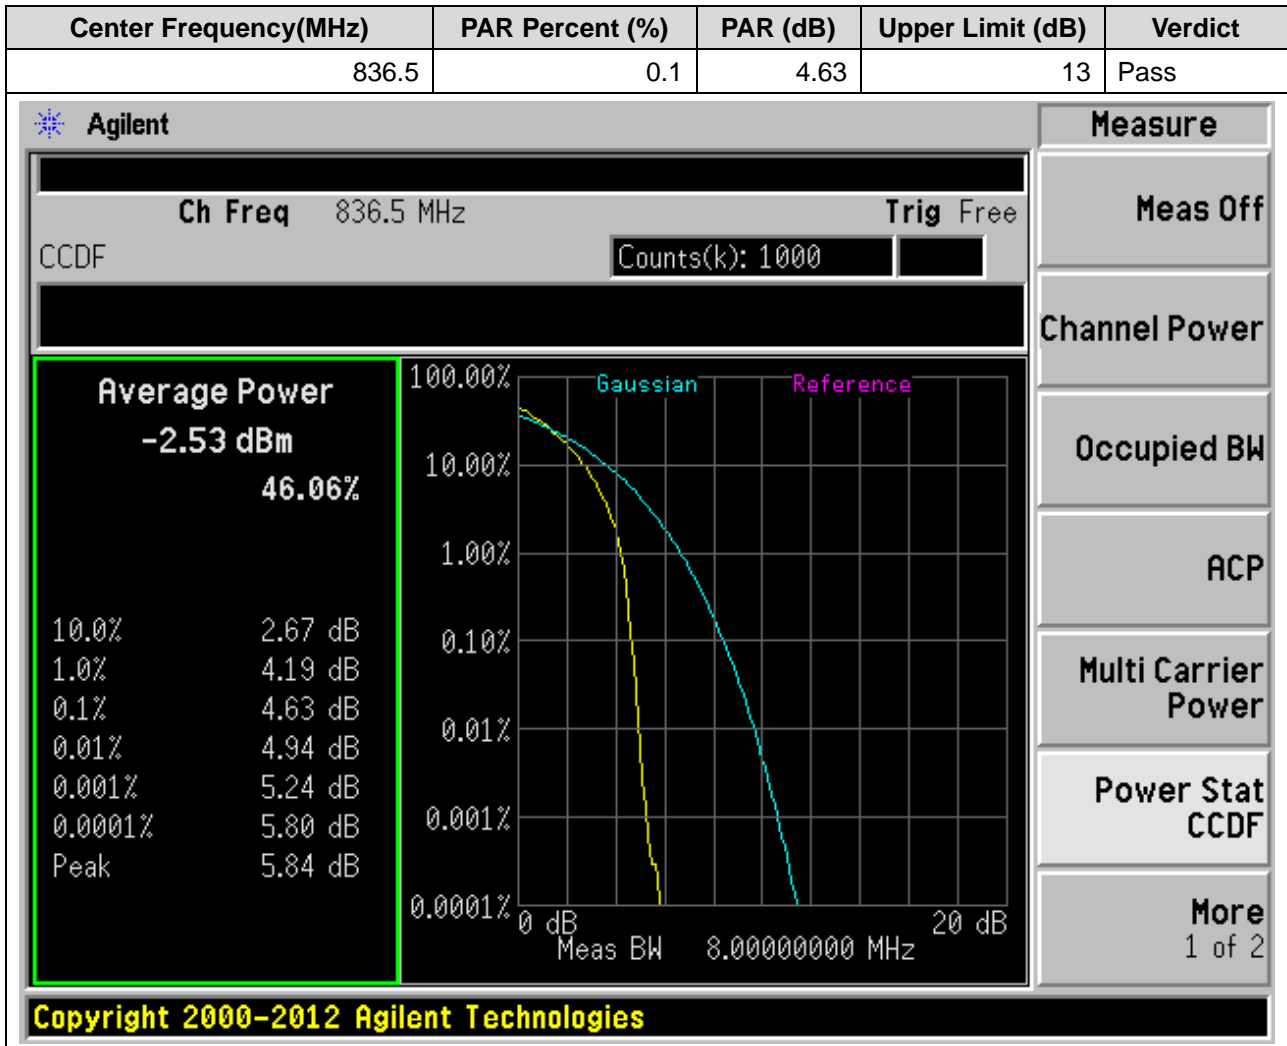 Center Frequency(MHz) PAR Percent (%) PAR (dB) Upper Limit (dB) Verdict
836.5 0.1 4.63 13 Pass
Agilent
Measure
Ch Freq 836.5 MHz Trig Free
CCDF Counts(k): 1000
Average Power
-2.53 dBm
46.06%
10.0% 2.67 dB
1.0% 4.19 dB
0.1% 4.63 dB
0.01% 4.94 dB
0.001% 5.24 dB
0.0001% 5.80 dB
Peak 5.84 dB
Gaussian Reference
100.00%
10.00%
1.00%
0.10%
0.01%
0.001%
0.0001%
0 dB 20 dB
Meas BW 8.00000000 MHz
Meas Off
Channel Power
Occupied BW
ACP
Multi Carrier
Power
Power Stat
CCDF
More
1 of 2
Copyright 2000-2012 Agilent Technologies